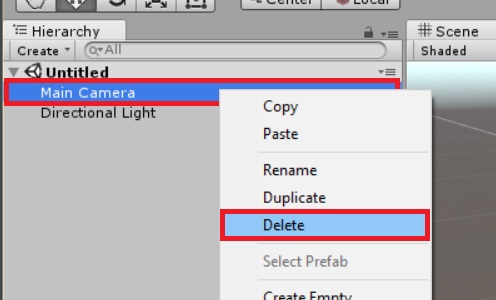 Center Local
Hierarchy
Create All
Untitled
Main Camera
Directional Light
Scene
Shaded
Copy
Paste
Rename
Duplicate
Delete
Select Prefab
Create Empty